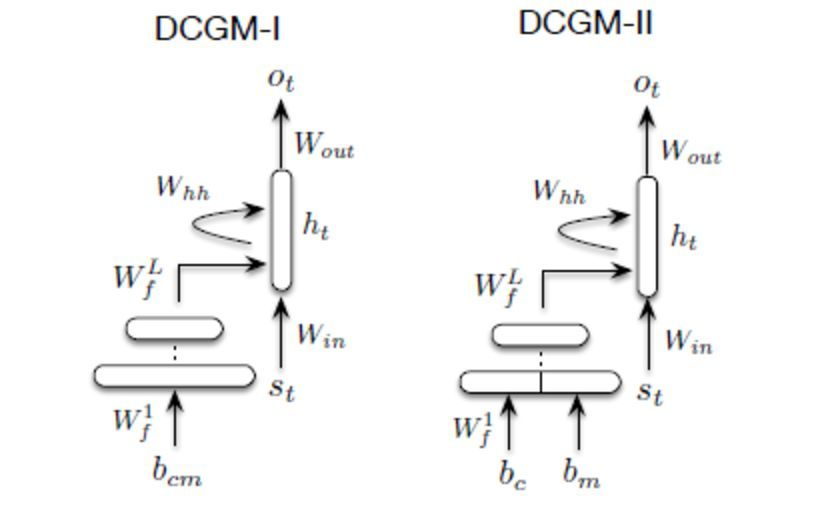 DCGM-I
o_t
W_out
W_hh
h_t
W_f^L
W_in
s_t
W_f^1
b_cm
DCGM-II
o_t
W_out
W_hh
h_t
W_f^L
W_in
s_t
W_f^1
b_c b_m